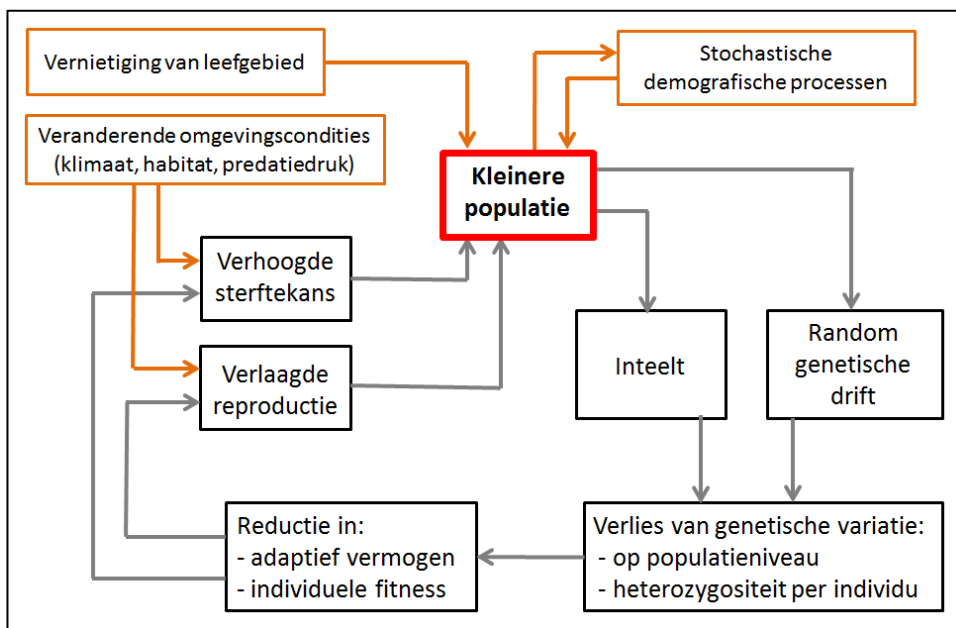 Vernietiging van leefgebied
Stochastische
demografische processen
Veranderende omgevingscondities
(klimaat, habitat, predatiedruk)
Kleinere
populatie
Verhoogde
sterftekans
Verlaagde
reproductie
Inteelt
Random
genetische
drift
Reductie in:
- adaptief vermogen
- individuele fitness
Verlies van genetische variatie:
- op populatieniveau
- heterozygositeit per individu